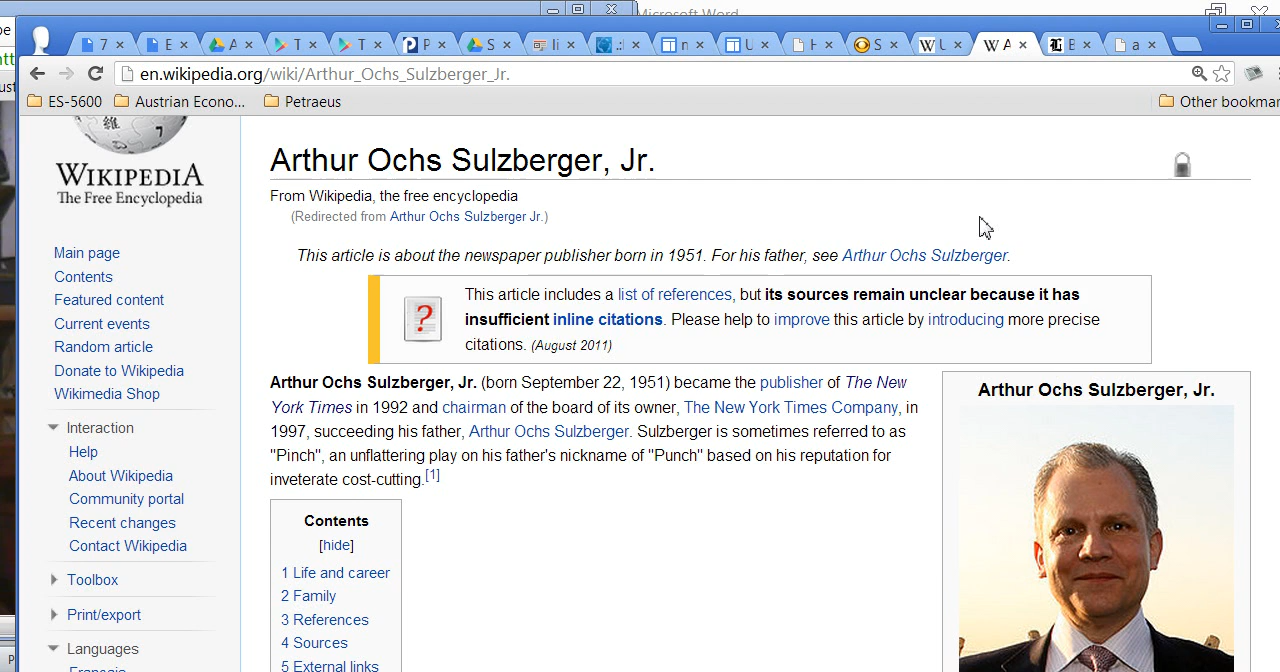 Microsoft Word
7
E
A
T
T
P
S
li
.:
n
U
H
S
W U
W A
L B
a
en.wikipedia.org/wiki/Arthur_Ochs_Sulzberger_Jr.
ES-5600 Austrian Econo... Petraeus Other bookmar
維 7
WIKIPEDIA
The Free Encyclopedia
Main page
Contents
Featured content
Current events
Random article
Donate to Wikipedia
Wikimedia Shop
Interaction
Help
About Wikipedia
Community portal
Recent changes
Contact Wikipedia
Toolbox
Print/export
Languages
Français
Arthur Ochs Sulzberger, Jr.
From Wikipedia, the free encyclopedia
(Redirected from Arthur Ochs Sulzberger Jr.)
This article is about the newspaper publisher born in 1951. For his father, see Arthur Ochs Sulzberger.
?
This article includes a list of references, but its sources remain unclear because it has
insufficient inline citations. Please help to improve this article by introducing more precise
citations. (August 2011)
Arthur Ochs Sulzberger, Jr. (born September 22, 1951) became the publisher of The New
York Times in 1992 and chairman of the board of its owner, The New York Times Company, in
1997, succeeding his father, Arthur Ochs Sulzberger. Sulzberger is sometimes referred to as
"Pinch", an unflattering play on his father's nickname of "Punch" based on his reputation for
inveterate cost-cutting.[1]
Contents
[hide]
1 Life and career
2 Family
3 References
4 Sources
5 External links
Arthur Ochs Sulzberger, Jr.